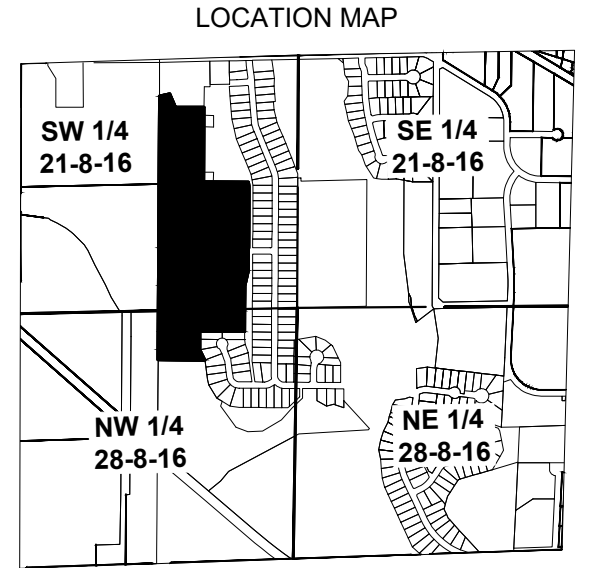 LOCATION MAP
SW 1/4
21-8-16
SE 1/4
21-8-16
NW 1/4
28-8-16
NE 1/4
28-8-16